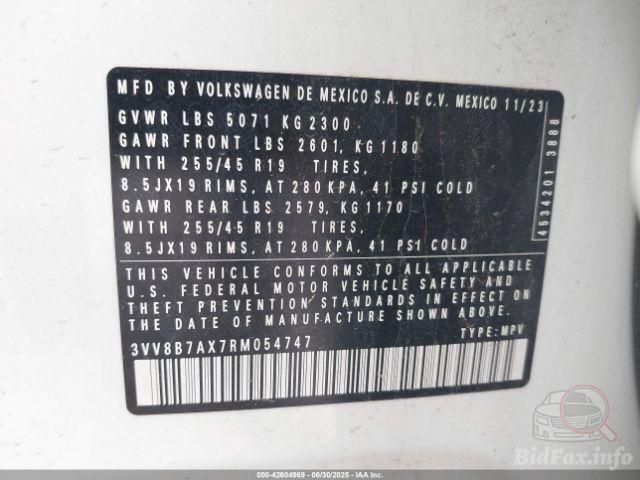 MFD BY VOLKSWAGEN DE MEXICO S.A. DE C.V. MEXICO 11/23
GVWR LBS 5071 KG 2300
GAWR FRONT LBS 2601, KG 1180
WITH 255/45 R19 TIRES,
8.5JX19 RIMS, AT 280 KPA, 41 PSI COLD
GAWR REAR LBS 2579, KG 1170
WITH 255/45 R19 TIRES,
8.5JX19 RIMS, AT 280 KPA, 41 PSI COLD
THIS VEHICLE CONFORMS TO ALL APPLICABLE
U.S. FEDERAL MOTOR VEHICLE SAFETY AND
THEFT PREVENTION STANDARDS IN EFFECT ON
THE DATE OF MANUFACTURE SHOWN ABOVE.
3VV8B7AX7RM054747 TYPE: MPV
4534201 3888
BidFax.info
000-42604969 - 06/30/2025 - IAA Inc.